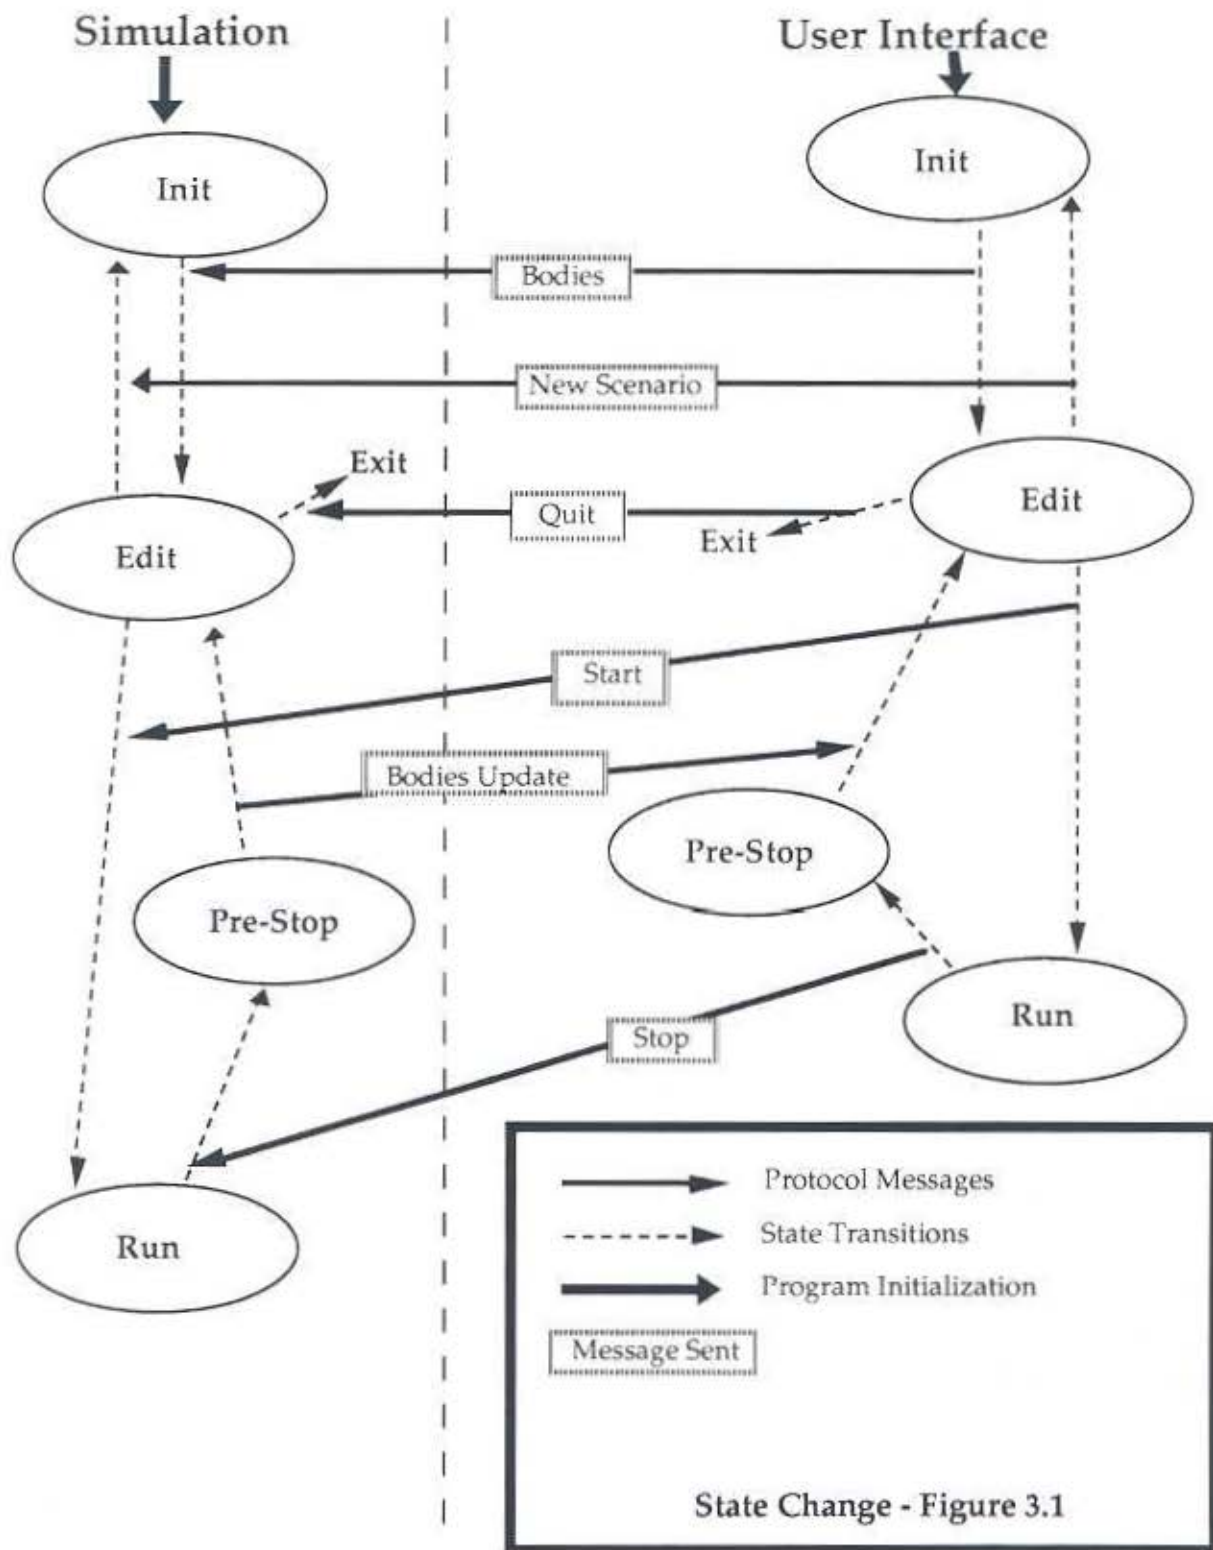 Simulation
User Interface
Init
Init
Bodies
New Scenario
Exit
Quit
Exit
Edit
Edit
Start
Bodies Update
Pre-Stop
Pre-Stop
Run
Stop
Run
Protocol Messages
State Transitions
Program Initialization
Message Sent
State Change - Figure 3.1